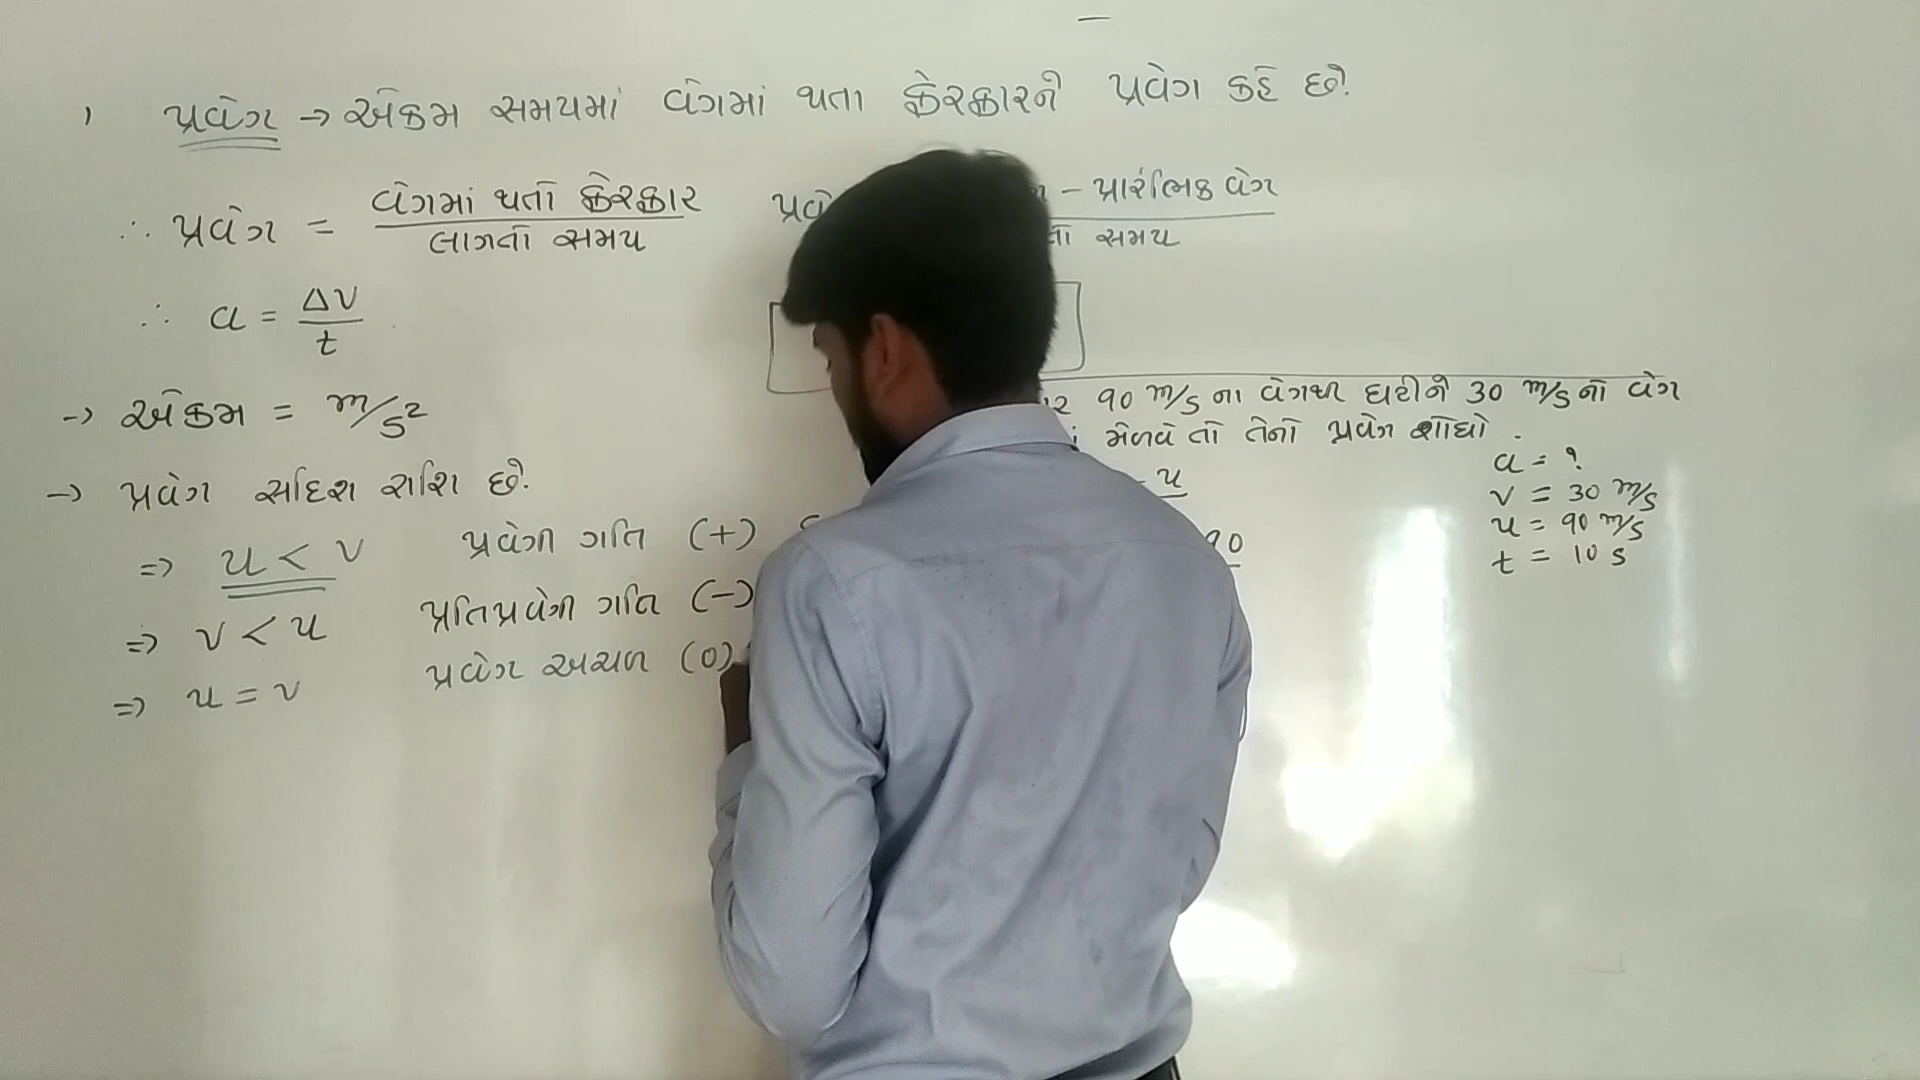 પ્રવેગ → એકમ સમયમાં વેગમાં થતા ફેરફારને પ્રવેગ કહે છે.
∴ પ્રવેગ = વેગમાં થતો ફેરફાર / લાગતો સમય
- પ્રારંભિક વેગ
સમય
∴ a = Δv / t
→ એકમ = m/s²
→ પ્રવેગ સદિશ રાશિ છે.
⇒ u < v પ્રવેગી ગતિ (+)
⇒ v < u પ્રતિપ્રવેગી ગતિ (-)
⇒ u = v પ્રવેગ અચળ (0)
90 m/s ના વેગથી ઘટીને 30 m/s નો વેગ
મેળવે તો તેનો પ્રવેગ શોધો.
- u
90
a = ?
v = 30 m/s
u = 90 m/s
t = 10 s